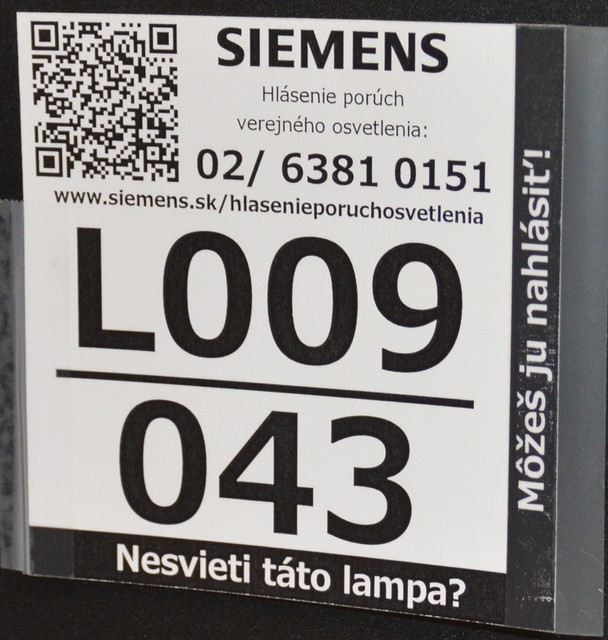 SIEMENS
Hlásenie porúch
verejného osvetlenia:
02/ 6381 0151
www.siemens.sk/hlasenieporuchosvetlenia
L009
043
Nesvieti táto lampa?
Môžeš ju nahlásiť!